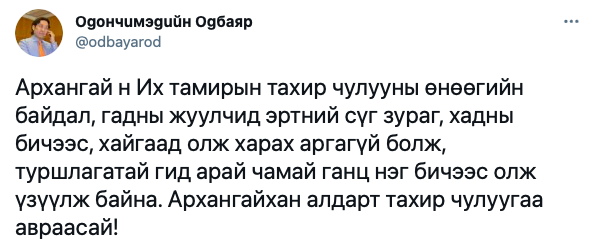 Одончимэдийн Одбаяр
@odbayarod
Архангай н Их тамирын тахир чулууны өнөөгийн
байдал, гадны жуулчид эртний сүг зураг, хадны
бичээс, хайгаад олж харах аргагүй болж,
туршлагатай гид арай чамай ганц нэг бичээс олж
үзүүлж байна. Архангайхан алдарт тахир чулуугаа
авраасай!